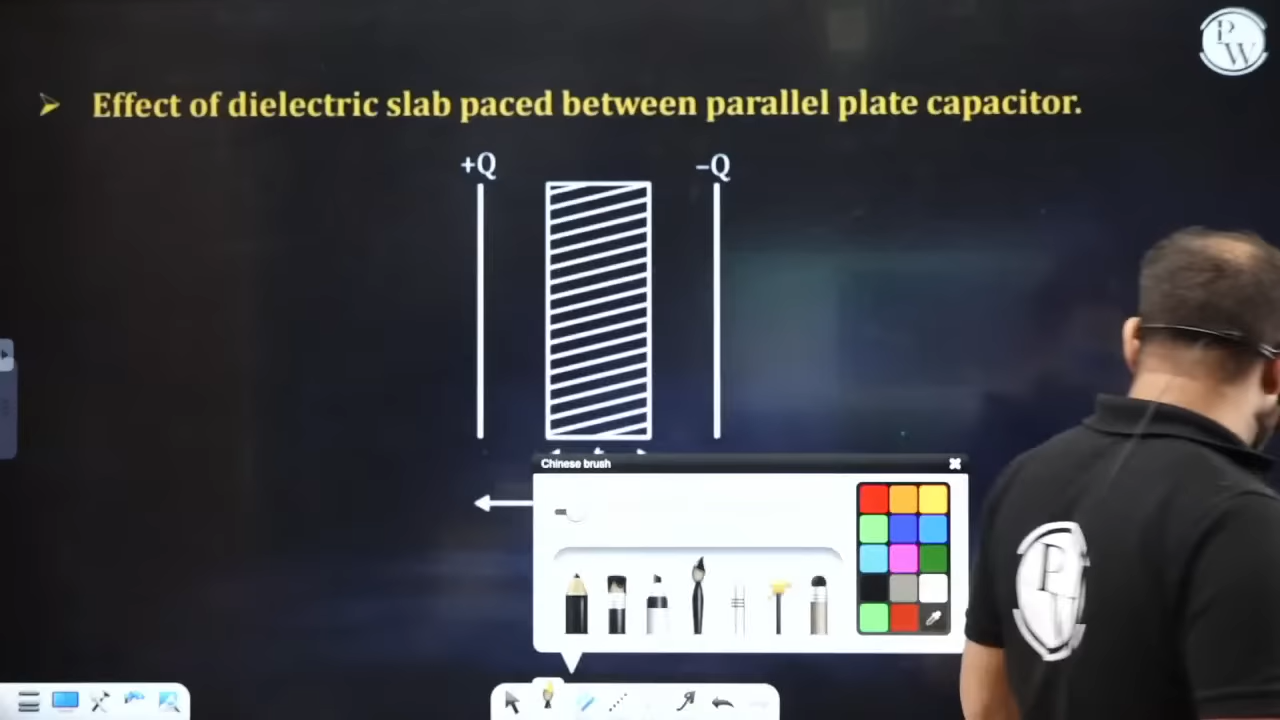 P
W
➤ Effect of dielectric slab paced between parallel plate capacitor.
+Q
–Q
t
Chinese brush
P